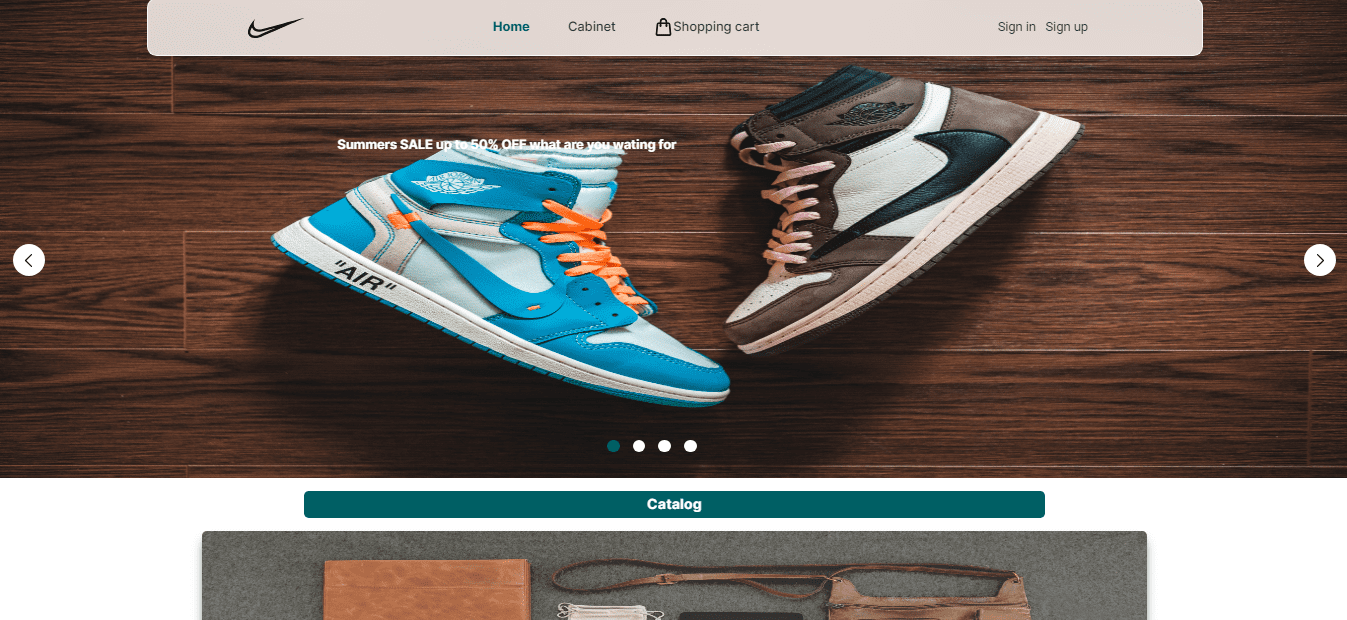 Home Cabinet Shopping cart Sign in Sign up
Summers SALE up to 50% OFF what are you wating for
"AIR"
Catalog